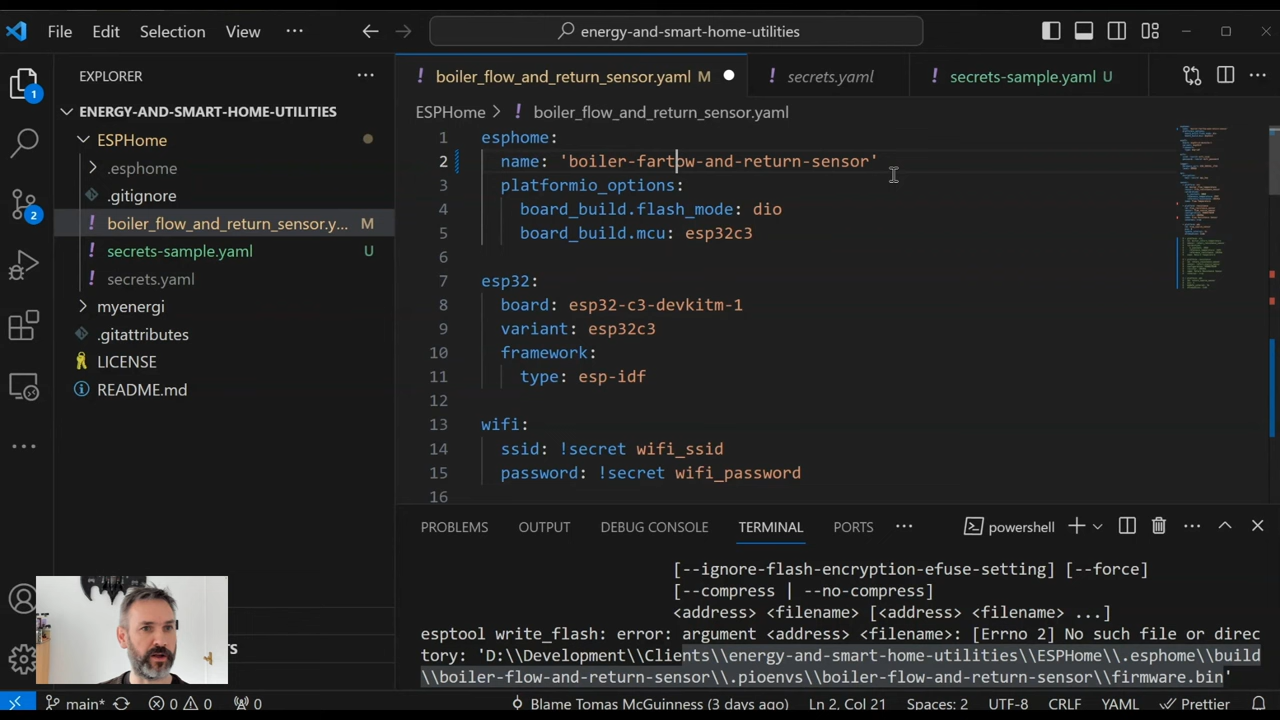 File Edit Selection View ... energy-and-smart-home-utilities
EXPLORER ...
ENERGY-AND-SMART-HOME-UTILITIES
ESPHome
.esphome
.gitignore
boiler_flow_and_return_sensor.y... M
secrets-sample.yaml U
secrets.yaml
myenergi
.gitattributes
LICENSE
README.md
1
2
! boiler_flow_and_return_sensor.yaml M ! secrets.yaml ! secrets-sample.yaml U
ESPHome > ! boiler_flow_and_return_sensor.yaml
1 esphome:
2 name: 'boiler-fartow-and-return-sensor'
3 platformio_options:
4 board_build.flash_mode: dio
5 board_build.mcu: esp32c3
6
7 esp32:
8 board: esp32-c3-devkitm-1
9 variant: esp32c3
10 framework:
11 type: esp-idf
12
13 wifi:
14 ssid: !secret wifi_ssid
15 password: !secret wifi_password
16
PROBLEMS OUTPUT DEBUG CONSOLE TERMINAL PORTS ... powershell
[--ignore-flash-encryption-efuse-setting] [--force]
[--compress | --no-compress]
<address> <filename> [<address> <filename> ...]
esptool write_flash: error: argument <address> <filename>: [Errno 2] No such file or direc
tory: 'D:\\Development\\Clients\\energy-and-smart-home-utilities\\ESPHome\\.esphome\\build
\\boiler-flow-and-return-sensor\\.pioenvs\\boiler-flow-and-return-sensor\\firmware.bin'
main* 0 0 0 Blame Tomas McGuinness (3 days ago) Ln 2, Col 21 Spaces: 2 UTF-8 CRLF YAML Prettier